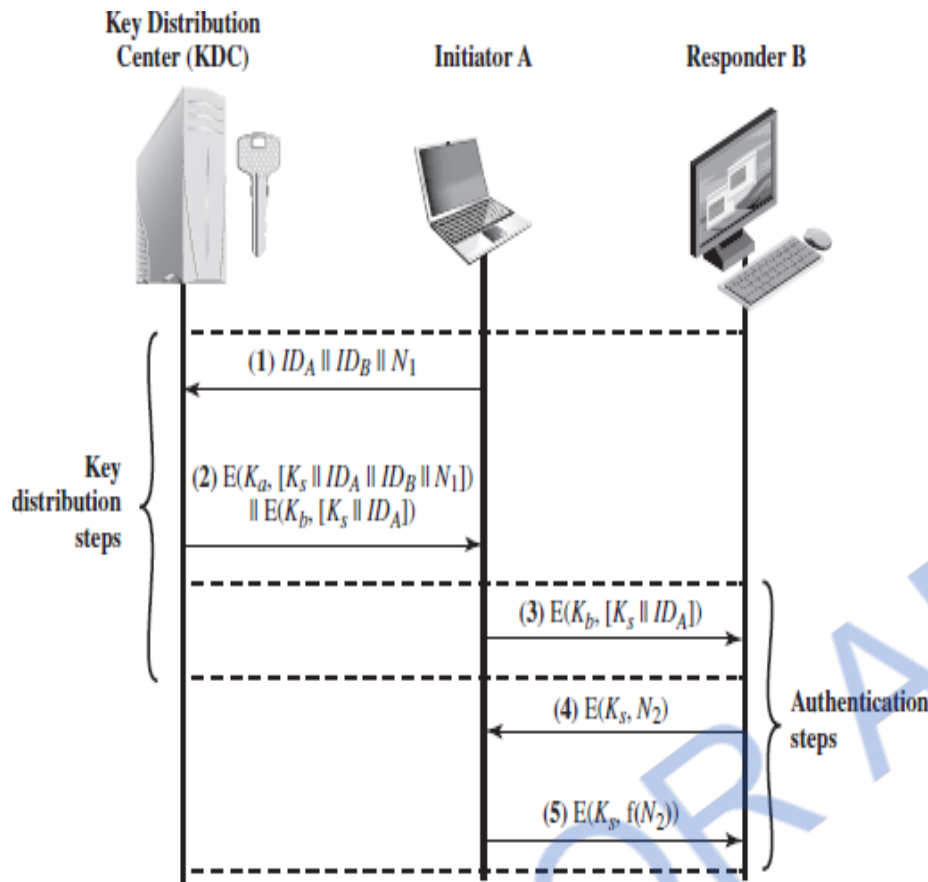 Key Distribution
Center (KDC)
Initiator A
Responder B
(1) ID_A || ID_B || N_1
Key
distribution
steps
(2) E(K_a, [K_s || ID_A || ID_B || N_1])
|| E(K_b, [K_s || ID_A])
(3) E(K_b, [K_s || ID_A])
(4) E(K_s, N_2)
Authentication
steps
(5) E(K_s, f(N_2))
OR A